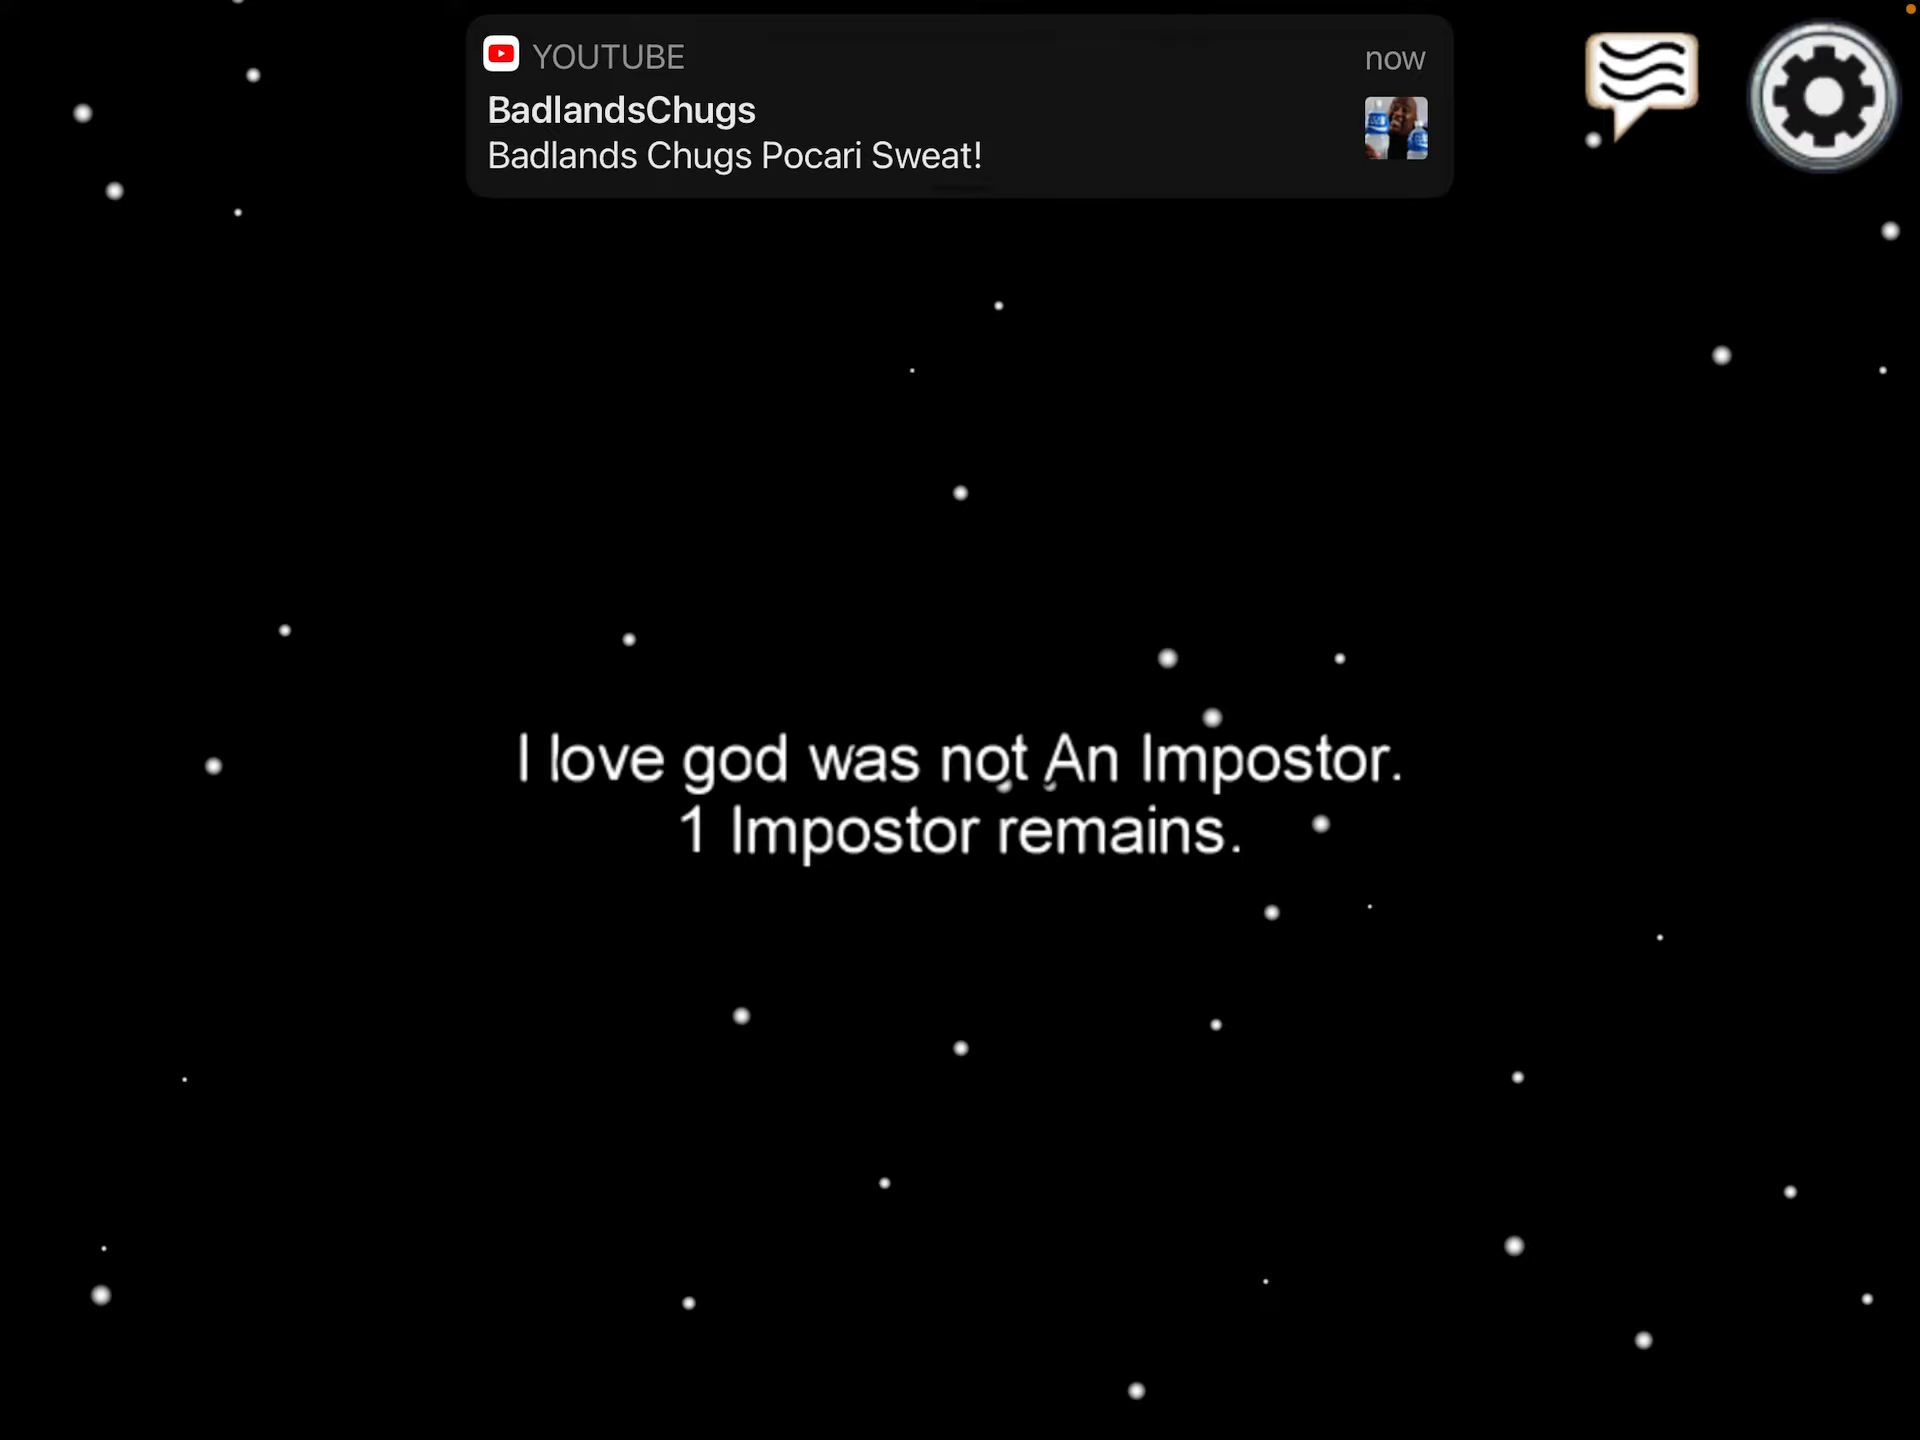 YOUTUBE
now
BadlandsChugs
Badlands Chugs Pocari Sweat!
I love god was not An Impostor.
1 Impostor remains.